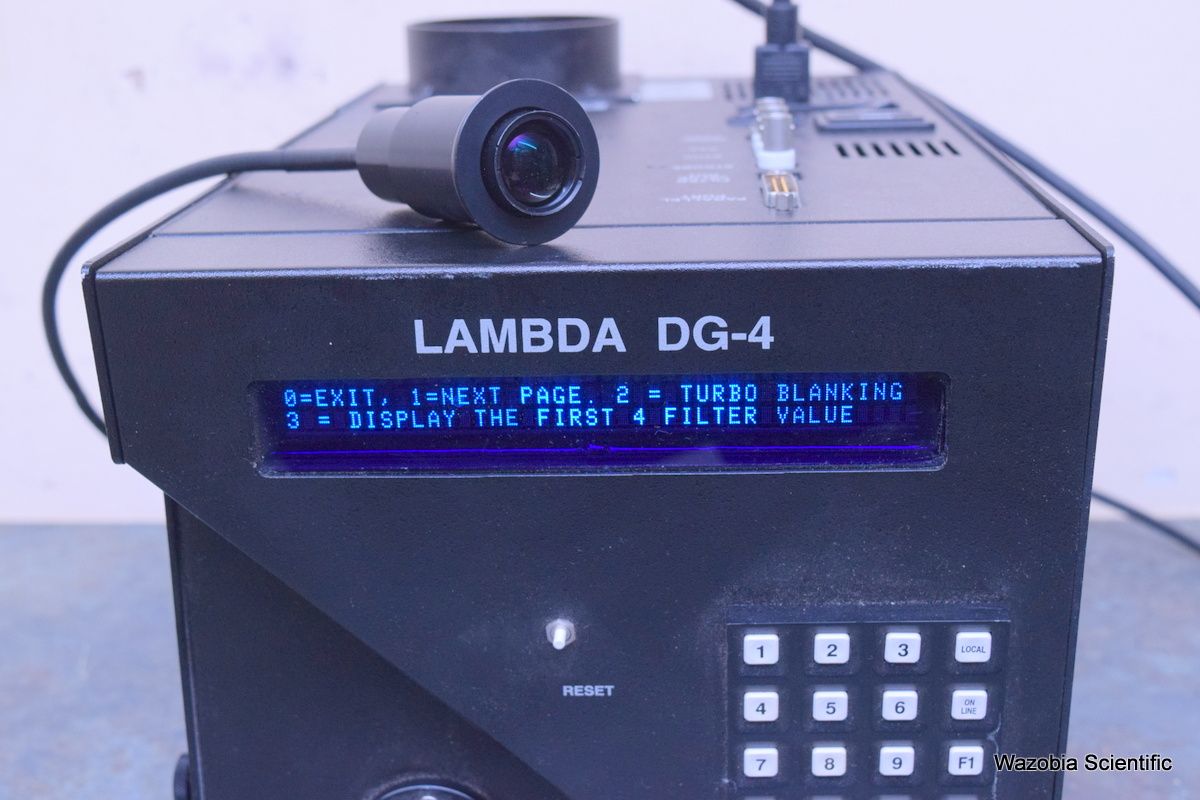 LAMBDA DG-4
0=EXIT, 1=NEXT PAGE. 2 = TURBO BLANKING
3 = DISPLAY THE FIRST 4 FILTER VALUE
RESET
1 2 3 LOCAL
4 5 6 ON LINE
7 8 9 F1
Wazobia Scientific